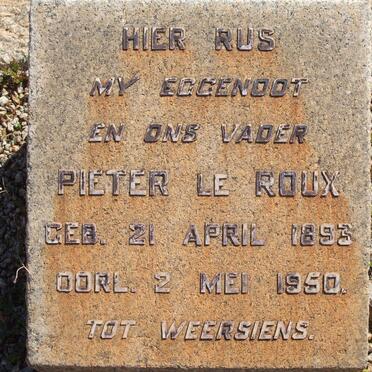 HIER RUS
MY EGGENOOT
EN ONS VADER
PIETER LE ROUX
GEB. 21 APRIL 1893
OORL. 2 MEI 1950.
TOT WEERSIENS.